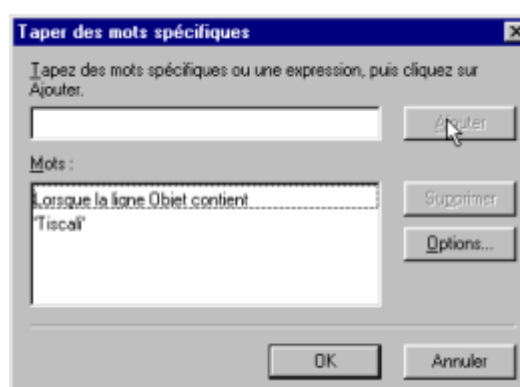 Taper des mots spécifiques
Tapez des mots spécifiques ou une expression, puis cliquez sur
Ajouter.
Ajouter
Mots :
Lorsque la ligne Objet contient
'Tiscali'
Supprimer
Options...
OK
Annuler